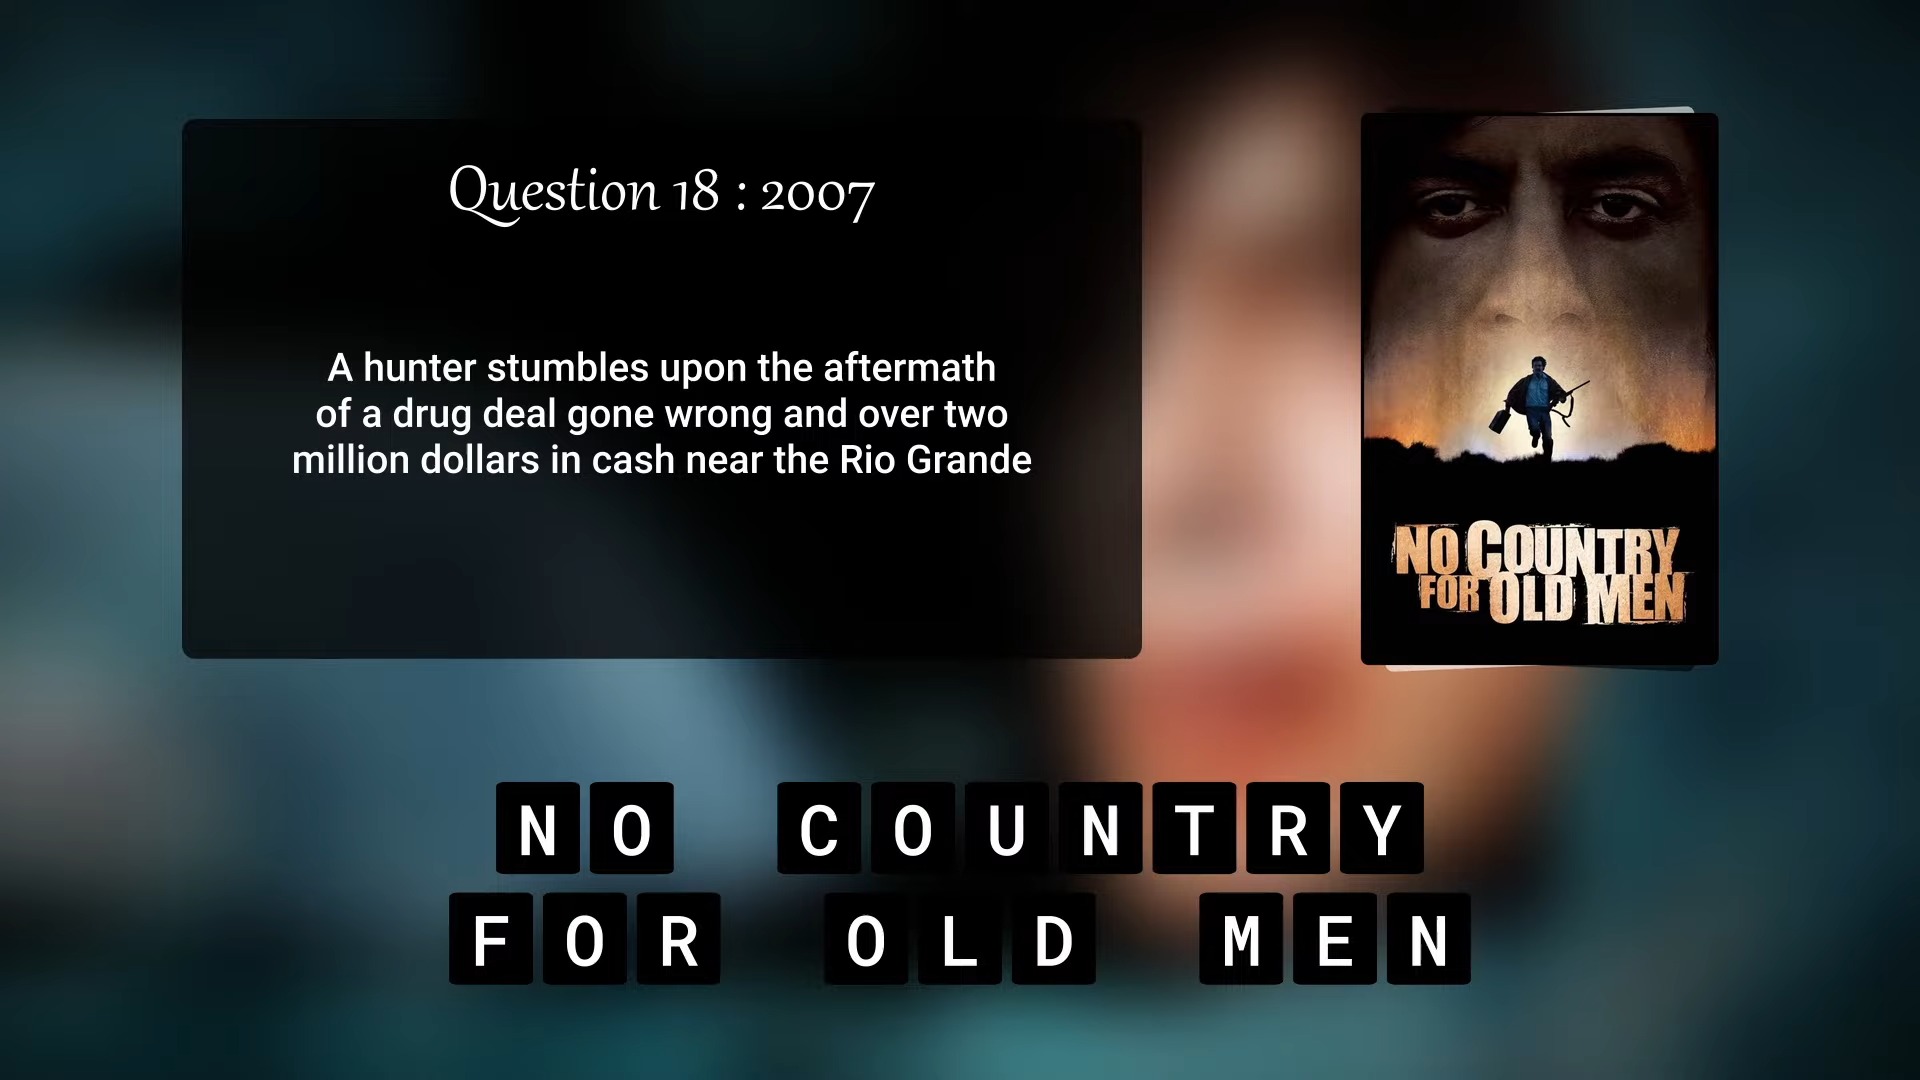 Question 18 : 2007
A hunter stumbles upon the aftermath
of a drug deal gone wrong and over two
million dollars in cash near the Rio Grande
NO COUNTRY
FOR OLD MEN
NO COUNTRY
FOR OLD MEN